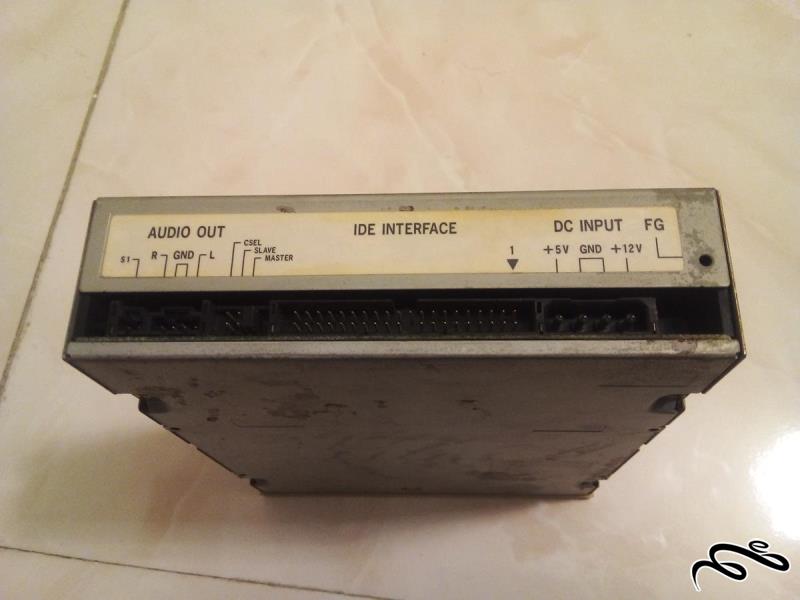 AUDIO OUT
IDE INTERFACE
DC INPUT FG
S1 R GND L
CSEL
SLAVE
MASTER
1
+5V GND +12V